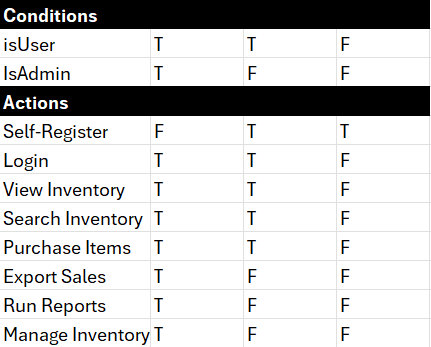 Conditions
isUser T T F
IsAdmin T F F
Actions
Self-Register F T T
Login T T F
View Inventory T T F
Search Inventory T T F
Purchase Items T T F
Export Sales T F F
Run Reports T F F
Manage Inventory T F F